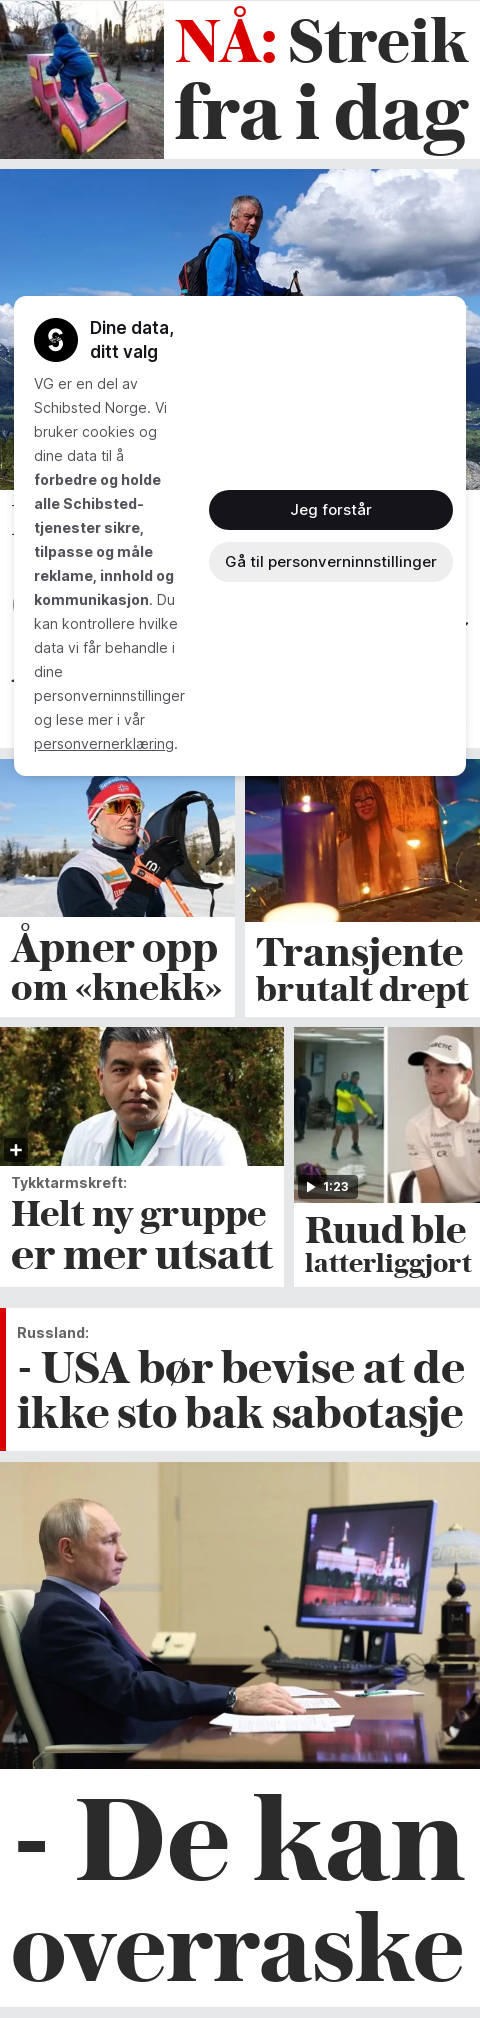 NÅ: Streik
fra i dag
Dine data,
ditt valg
VG er en del av
Schibsted Norge. Vi
bruker cookies og
dine data til å
forbedre og holde
alle Schibsted-
tjenester sikre,
tilpasse og måle
reklame, innhold og
kommunikasjon. Du
kan kontrollere hvilke
data vi får behandle i
dine
personverninnstillinger
og lese mer i vår
personvernerklæring.
Jeg forstår
Gå til personverninnstillinger
Åpner opp
om «knekk»
Transjente
brutalt drept
Tykktarmskreft:
Helt ny gruppe
er mer utsatt
ARCTIC
1:23
Ruud ble
latterliggjort
Russland:
- USA bør bevise at de
ikke sto bak sabotasje
- De kan
overraske